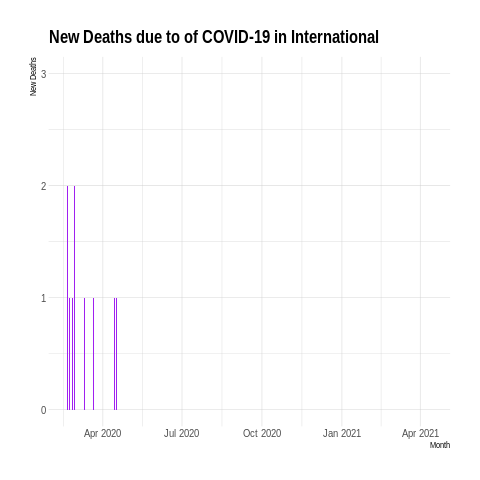 New Deaths due to of COVID-19 in International
New Deaths
3
2
1
0
Apr 2020
Jul 2020
Oct 2020
Jan 2021
Apr 2021
Month